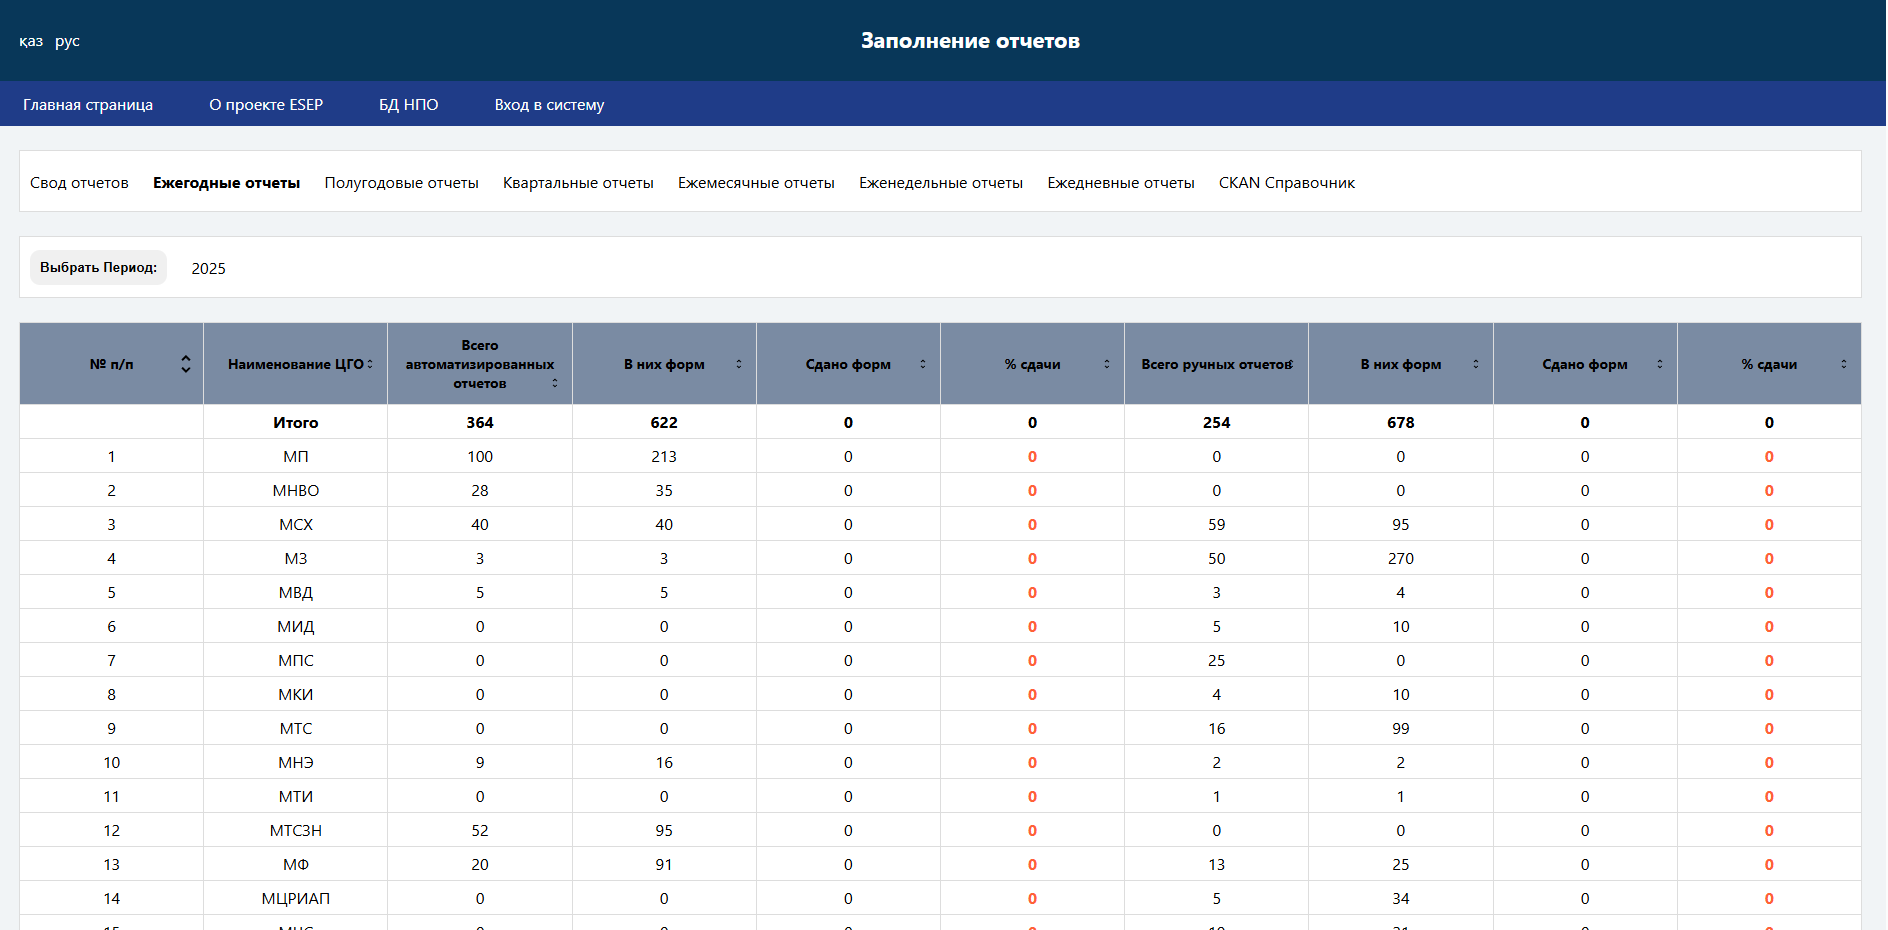 қаз рус
Заполнение отчетов
Главная страница О проекте ESEP БД НПО Вход в систему
Свод отчетов Ежегодные отчеты Полугодовые отчеты Квартальные отчеты Ежемесячные отчеты Еженедельные отчеты Ежедневные отчеты CKAN Справочник
Выбрать Период: 2025
№ п/п Наименование ЦГО Всего автоматизированных отчетов В них форм Сдано форм % сдачи Всего ручных отчетов В них форм Сдано форм % сдачи
Итого 364 622 0 0 254 678 0 0
1 МП 100 213 0 0 0 0 0 0
2 МНВО 28 35 0 0 0 0 0 0
3 МСХ 40 40 0 0 59 95 0 0
4 МЗ 3 3 0 0 50 270 0 0
5 МВД 5 5 0 0 3 4 0 0
6 МИД 0 0 0 0 5 10 0 0
7 МПС 0 0 0 0 25 0 0 0
8 МКИ 0 0 0 0 4 10 0 0
9 МТС 0 0 0 0 16 99 0 0
10 МНЭ 9 16 0 0 2 2 0 0
11 МТИ 0 0 0 0 1 1 0 0
12 МТСЗН 52 95 0 0 0 0 0 0
13 МФ 20 91 0 0 13 25 0 0
14 МЦРИАП 0 0 0 0 5 34 0 0